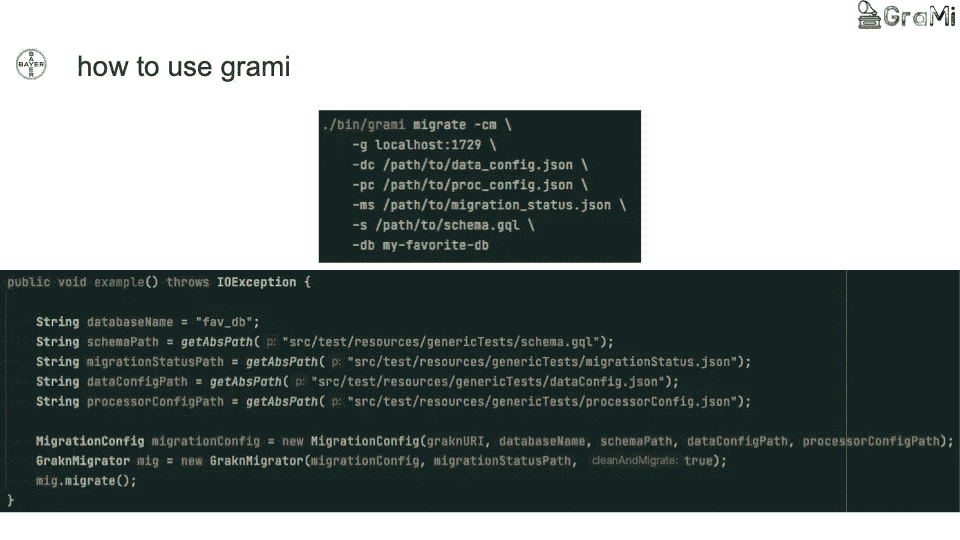 GraMi
BAYER
BAYER
how to use grami
./bin/grami migrate -cm \
-g localhost:1729 \
-dc /path/to/data_config.json \
-pc /path/to/proc_config.json \
-ms /path/to/migration_status.json \
-s /path/to/schema.gql \
-db my-favorite-db
public void example() throws IOException {
String databaseName = "fav_db";
String schemaPath = getAbsPath( p: "src/test/resources/genericTests/schema.gql");
String migrationStatusPath = getAbsPath( p: "src/test/resources/genericTests/migrationStatus.json");
String dataConfigPath = getAbsPath( p: "src/test/resources/genericTests/dataConfig.json");
String processorConfigPath = getAbsPath( p: "src/test/resources/genericTests/processorConfig.json");
MigrationConfig migrationConfig = new MigrationConfig(graknURI, databaseName, schemaPath, dataConfigPath, processorConfigPath);
GraknMigrator mig = new GraknMigrator(migrationConfig, migrationStatusPath, cleanAndMigrate: true);
mig.migrate();
}